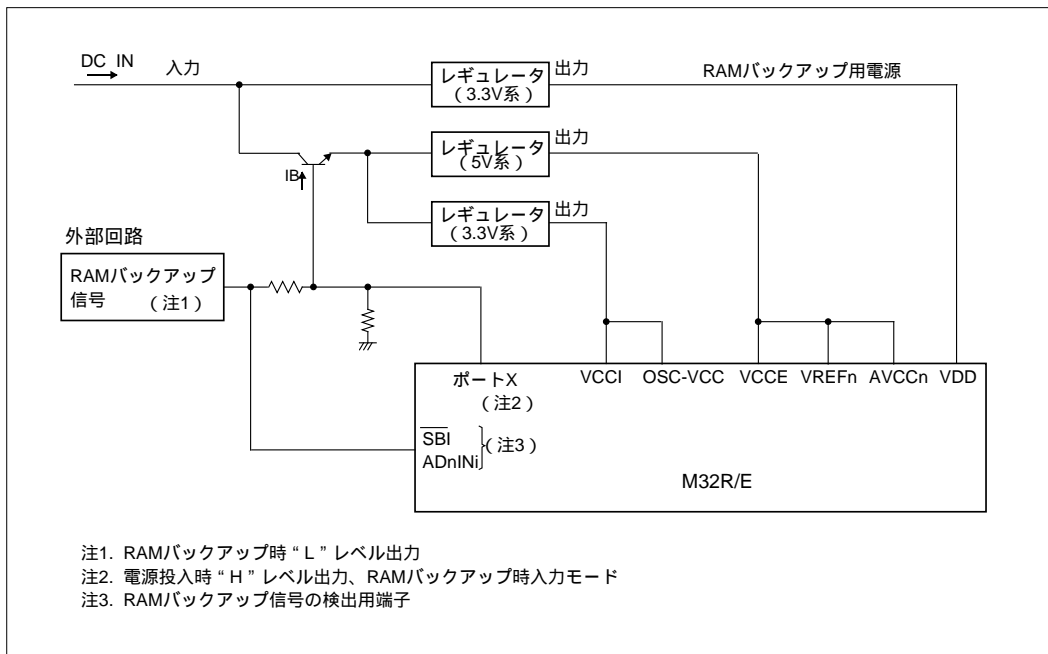 DC IN
入力
レギュレータ
（3.3V系）
出力
RAMバックアップ用電源
レギュレータ
（5V系）
出力
IB
レギュレータ
（3.3V系）
出力
外部回路
RAMバックアップ
信号 （注1）
ポートX
（注2）
VCCI
OSC-VCC
VCCE
VREFn
AVCCn
VDD
SBI
ADnINi
（注3）
M32R/E
注1. RAMバックアップ時“L”レベル出力
注2. 電源投入時“H”レベル出力、RAMバックアップ時入力モード
注3. RAMバックアップ信号の検出用端子